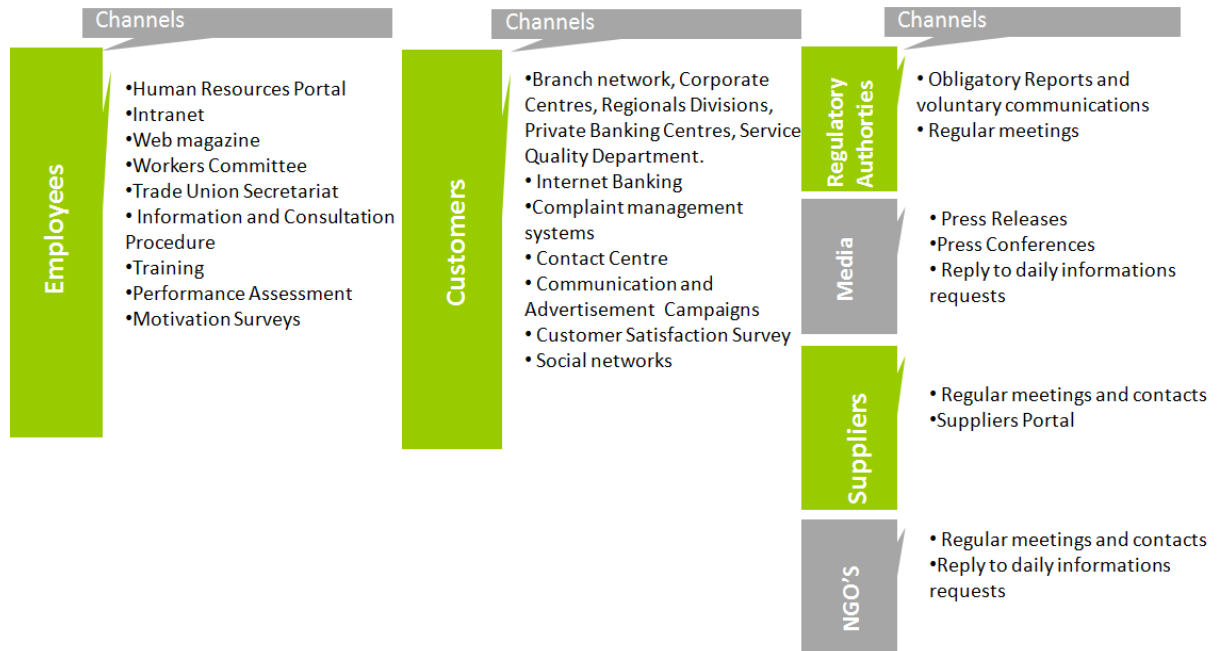 Channels
Employees
•Human Resources Portal
•Intranet
•Web magazine
•Workers Committee
•Trade Union Secretariat
• Information and Consultation
Procedure
•Training
•Performance Assessment
•Motivation Surveys
Channels
Customers
•Branch network, Corporate
Centres, Regionals Divisions,
Private Banking Centres, Service
Quality Department.
• Internet Banking
•Complaint management
systems
• Contact Centre
• Communication and
Advertisement Campaigns
• Customer Satisfaction Survey
• Social networks
Channels
Regulatory
Authorties
• Obligatory Reports and
voluntary communications
• Regular meetings
Media
• Press Releases
•Press Conferences
• Reply to daily informations
requests
Suppliers
• Regular meetings and contacts
•Suppliers Portal
NGO'S
• Regular meetings and contacts
•Reply to daily informations
requests